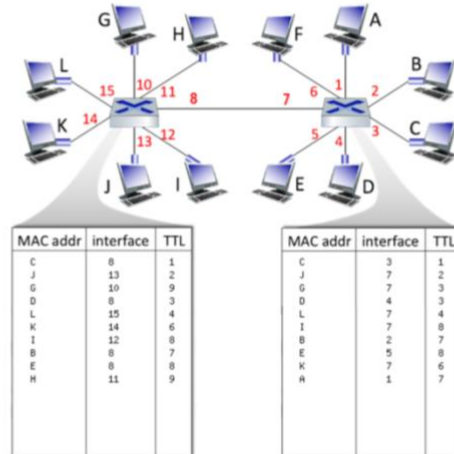 G H F A
L B
15 10 11 8 7 6 1 2
K C
14 13 12 5 4 3
J I E D
MAC addr interface TTL
C 8 1
J 13 2
G 10 9
D 8 3
L 15 4
K 14 6
I 12 8
B 8 7
E 8 8
H 11 9
MAC addr interface TTL
C 3 1
J 7 2
G 7 3
D 4 3
L 7 4
I 7 8
B 2 7
E 5 8
K 7 6
A 1 7